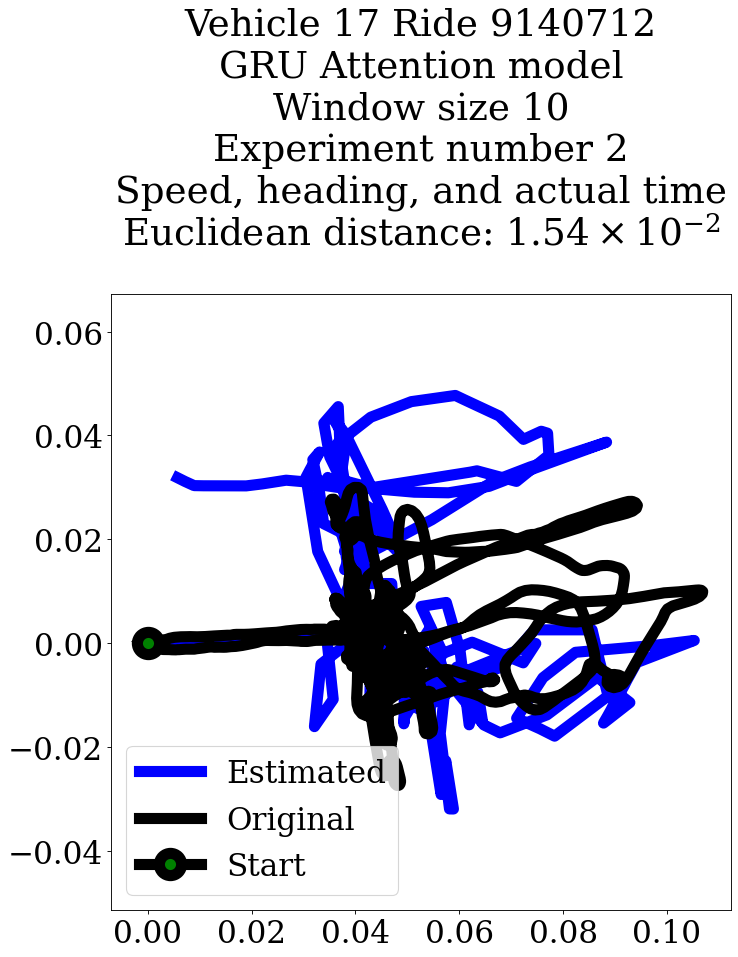 Vehicle 17 Ride 9140712
GRU Attention model
Window size 10
Experiment number 2
Speed, heading, and actual time
Euclidean distance: 1.54 × 10⁻²
0.06
0.04
0.02
0.00
−0.02
−0.04
Estimated
Original
Start
0.00 0.02 0.04 0.06 0.08 0.10